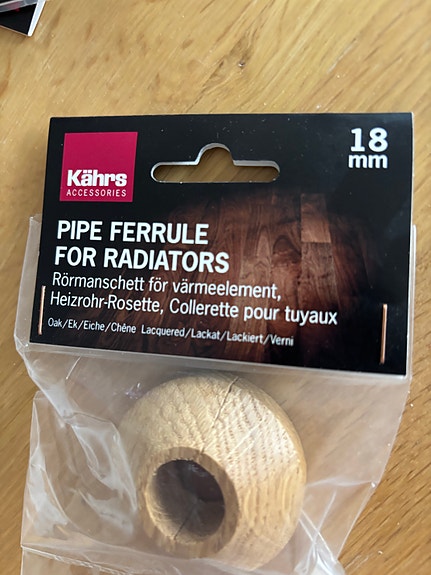 18
mm
Kährs
ACCESSORIES
PIPE FERRULE
FOR RADIATORS
Rörmanschett för värmeelement,
Heizrohr-Rosette, Collerette pour tuyaux
Oak/Ek/Eiche/Chêne Lacquered/Lackat/Lackiert/Verni